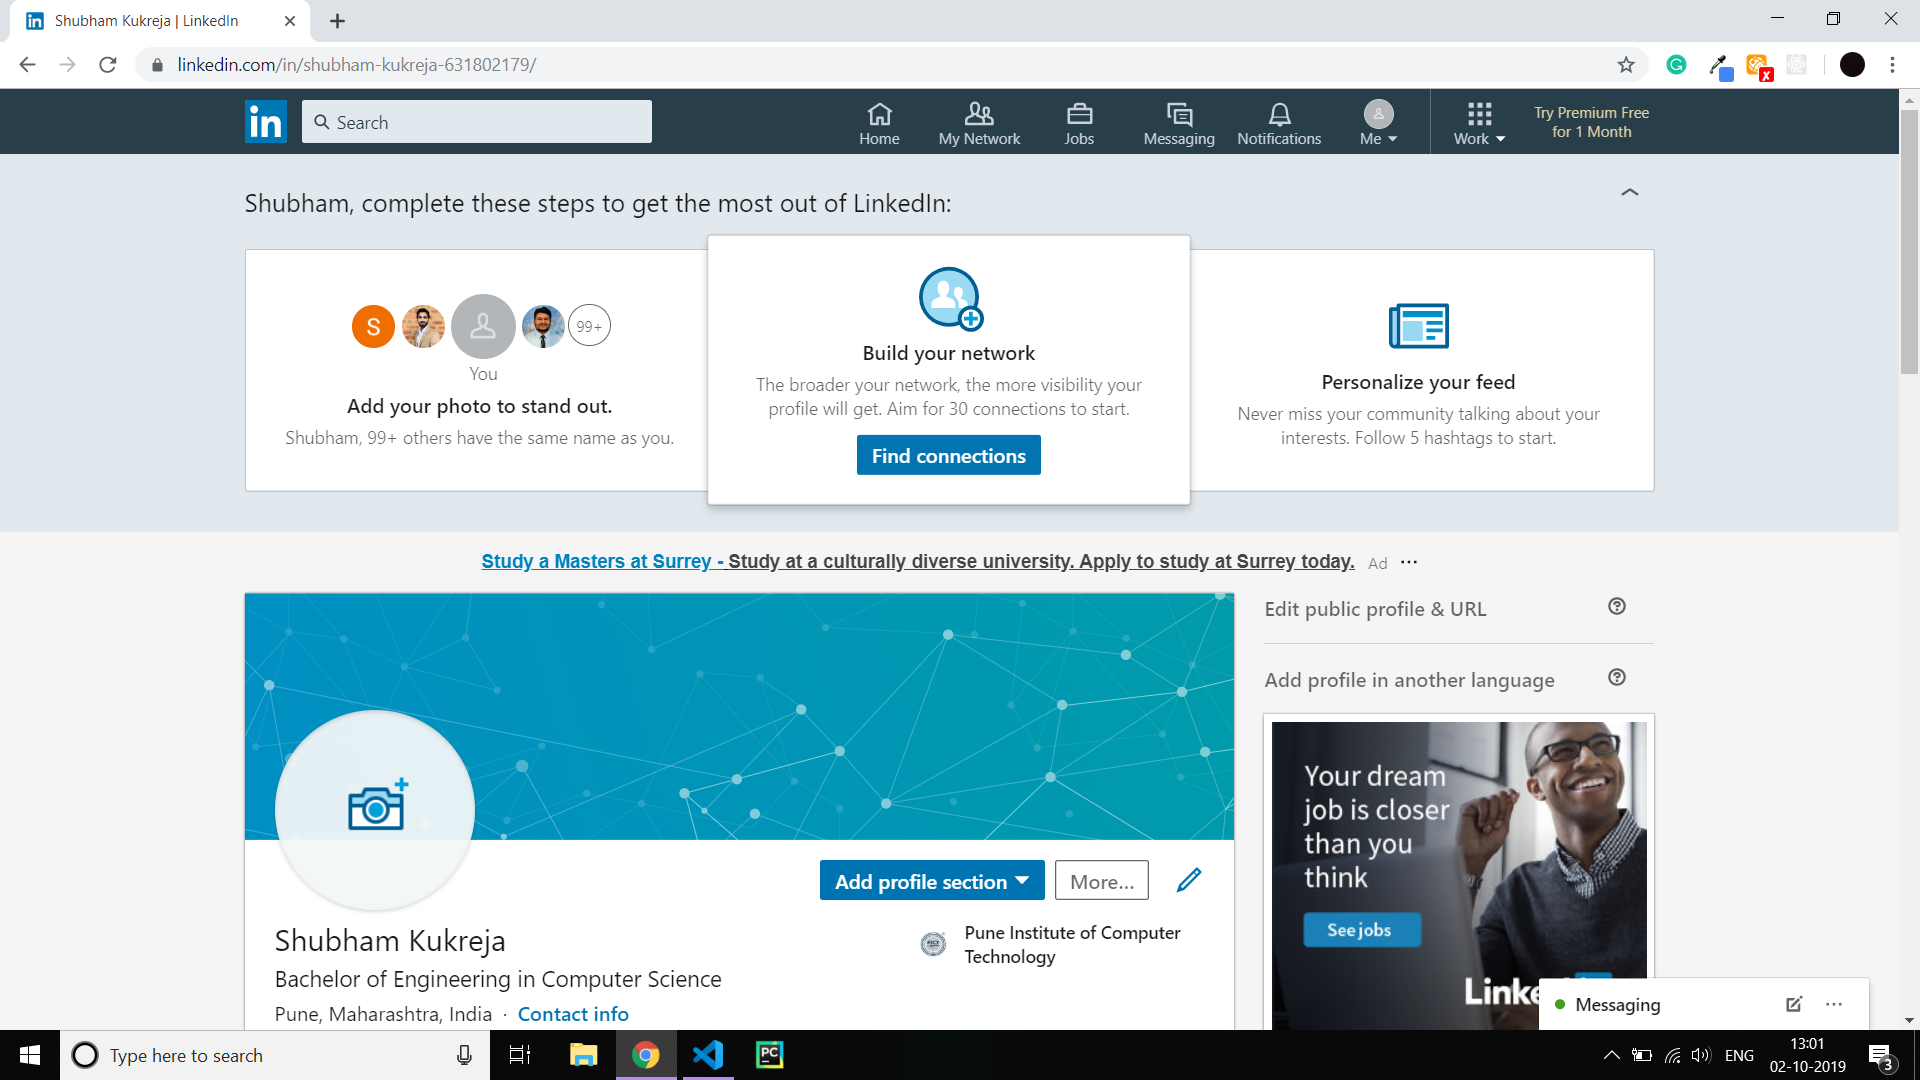 Shubham Kukreja | LinkedIn
linkedin.com/in/shubham-kukreja-631802179/
in
Search
Home
My Network
Jobs
Messaging
Notifications
Me
Work
Try Premium Free
for 1 Month
Shubham, complete these steps to get the most out of LinkedIn:
S
99+
You
Add your photo to stand out.
Shubham, 99+ others have the same name as you.
Build your network
The broader your network, the more visibility your
profile will get. Aim for 30 connections to start.
Find connections
Personalize your feed
Never miss your community talking about your
interests. Follow 5 hashtags to start.
Study a Masters at Surrey - Study at a culturally diverse university. Apply to study at Surrey today. Ad ...
Edit public profile & URL
Add profile in another language
Your dream
job is closer
than you
think
See jobs
Linke
Add profile section
More...
Shubham Kukreja
Pune Institute of Computer
Technology
Bachelor of Engineering in Computer Science
Pune, Maharashtra, India · Contact info
Messaging
Type here to search
PC
ENG
13:01
02-10-2019
3